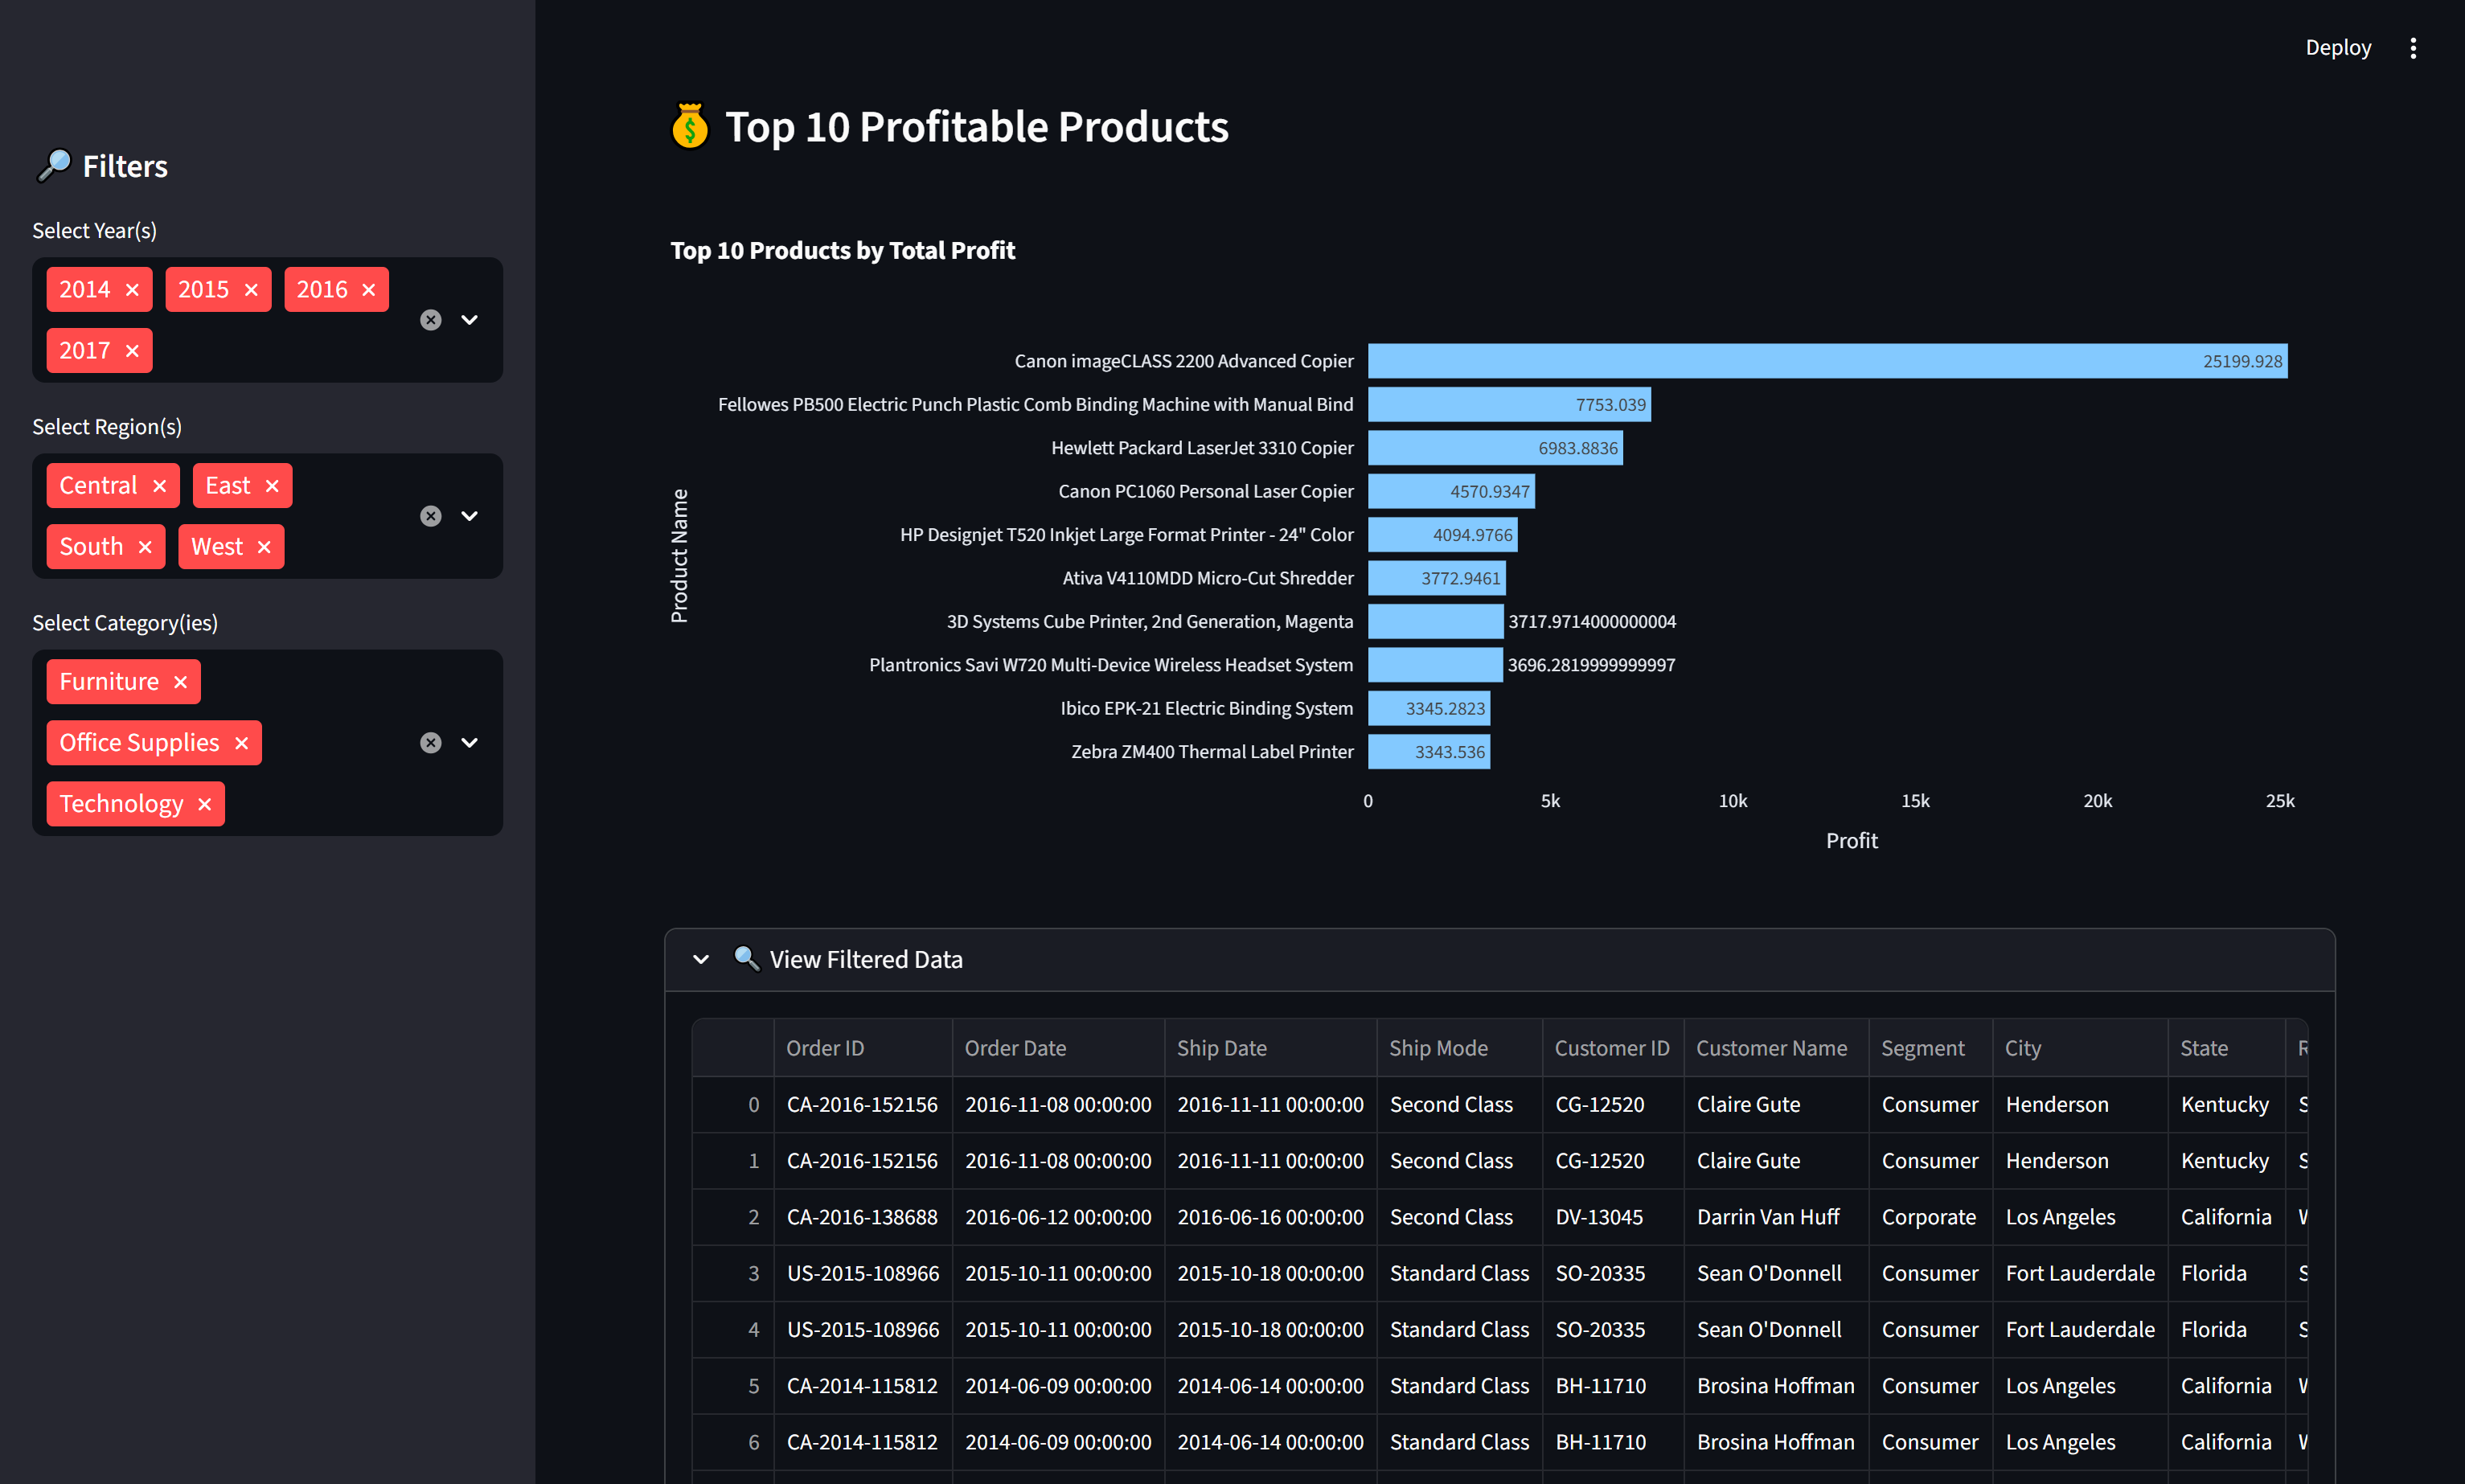 Deploy
💰 Top 10 Profitable Products
🔎 Filters
Select Year(s)
2014 × 2015 × 2016 ×
2017 ×
Select Region(s)
Central × East ×
South × West ×
Select Category(ies)
Furniture ×
Office Supplies ×
Technology ×
Top 10 Products by Total Profit
Product Name
Canon imageCLASS 2200 Advanced Copier 25199.928
Fellowes PB500 Electric Punch Plastic Comb Binding Machine with Manual Bind 7753.039
Hewlett Packard LaserJet 3310 Copier 6983.8836
Canon PC1060 Personal Laser Copier 4570.9347
HP Designjet T520 Inkjet Large Format Printer - 24" Color 4094.9766
Ativa V4110MDD Micro-Cut Shredder 3772.9461
3D Systems Cube Printer, 2nd Generation, Magenta 3717.9714000000004
Plantronics Savi W720 Multi-Device Wireless Headset System 3696.2819999999997
Ibico EPK-21 Electric Binding System 3345.2823
Zebra ZM400 Thermal Label Printer 3343.536
0 5k 10k 15k 20k 25k
Profit
🔍 View Filtered Data
Order ID Order Date Ship Date Ship Mode Customer ID Customer Name Segment City State
0 CA-2016-152156 2016-11-08 00:00:00 2016-11-11 00:00:00 Second Class CG-12520 Claire Gute Consumer Henderson Kentucky
1 CA-2016-152156 2016-11-08 00:00:00 2016-11-11 00:00:00 Second Class CG-12520 Claire Gute Consumer Henderson Kentucky
2 CA-2016-138688 2016-06-12 00:00:00 2016-06-16 00:00:00 Second Class DV-13045 Darrin Van Huff Corporate Los Angeles California
3 US-2015-108966 2015-10-11 00:00:00 2015-10-18 00:00:00 Standard Class SO-20335 Sean O'Donnell Consumer Fort Lauderdale Florida
4 US-2015-108966 2015-10-11 00:00:00 2015-10-18 00:00:00 Standard Class SO-20335 Sean O'Donnell Consumer Fort Lauderdale Florida
5 CA-2014-115812 2014-06-09 00:00:00 2014-06-14 00:00:00 Standard Class BH-11710 Brosina Hoffman Consumer Los Angeles California
6 CA-2014-115812 2014-06-09 00:00:00 2014-06-14 00:00:00 Standard Class BH-11710 Brosina Hoffman Consumer Los Angeles California